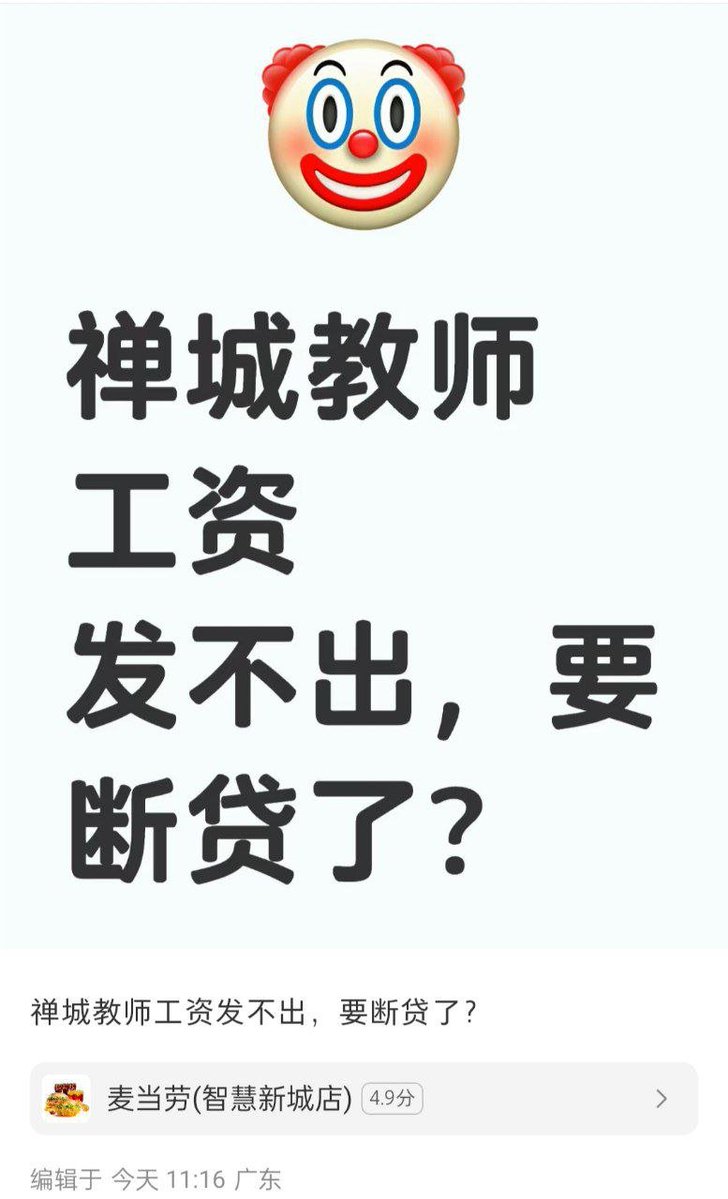 禅城教师
工资
发不出，要
断贷了？
禅城教师工资发不出，要断贷了？
麦当劳(智慧新城店) 4.9分
编辑于 今天 11:16 广东